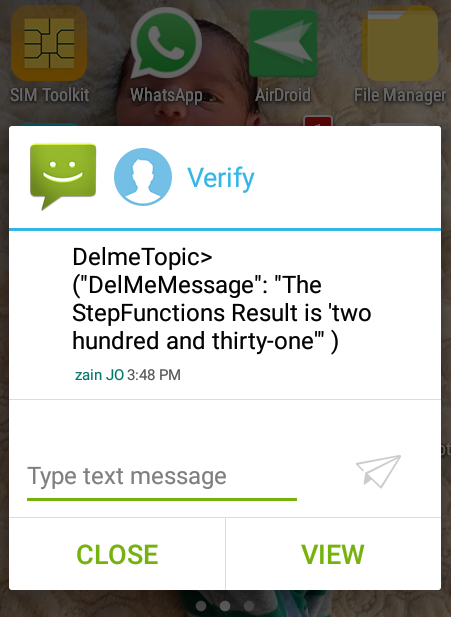 SIM Toolkit WhatsApp AirDroid File Manager
Verify
DelmeTopic>
("DelMeMessage": "The
StepFunctions Result is 'two
hundred and thirty-one'" )
zain JO 3:48 PM
Type text message
CLOSE VIEW